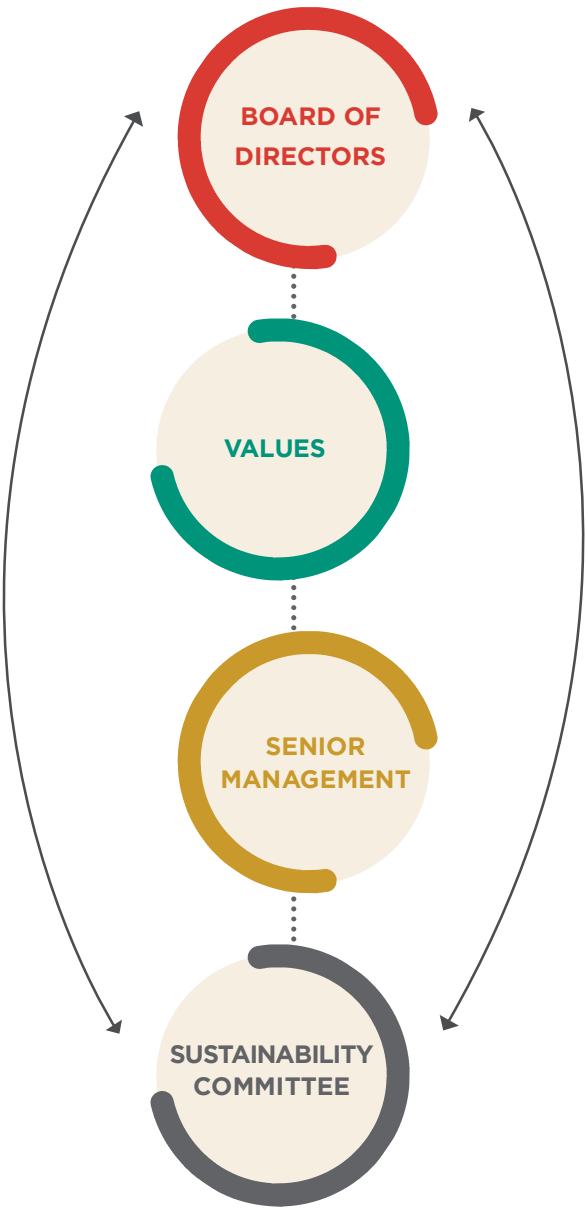 BOARD OF
DIRECTORS
VALUES
SENIOR
MANAGEMENT
SUSTAINABILITY
COMMITTEE